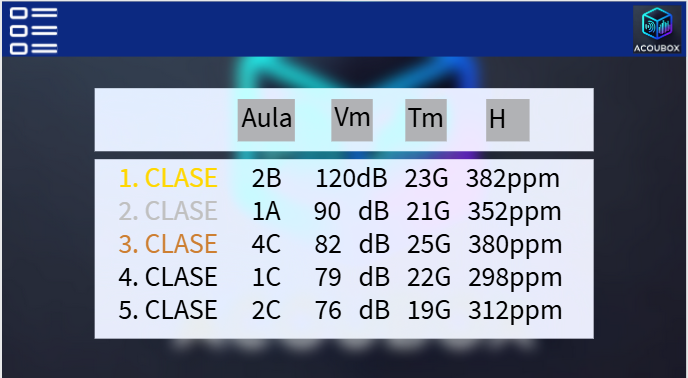 ACOUBOX
Aula Vm Tm H
1. CLASE 2B 120dB 23G 382ppm
2. CLASE 1A 90 dB 21G 352ppm
3. CLASE 4C 82 dB 25G 380ppm
4. CLASE 1C 79 dB 22G 298ppm
5. CLASE 2C 76 dB 19G 312ppm
ACOUBOX